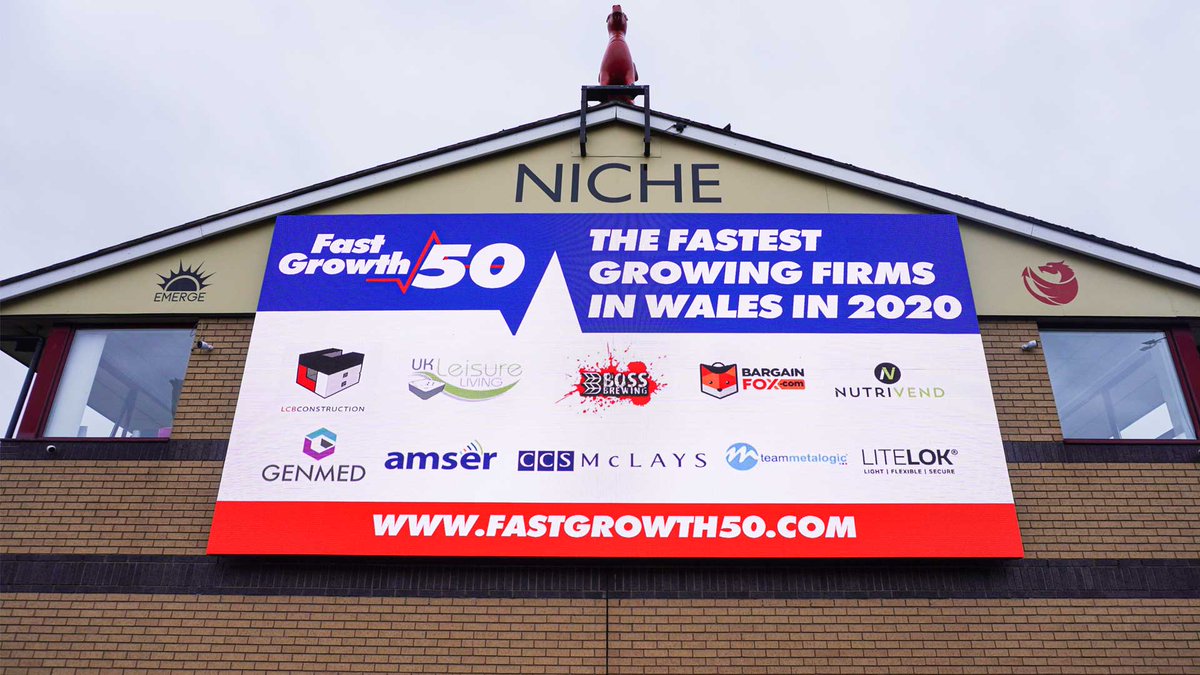 NICHE
EMERGE
Fast
Growth 50
THE FASTEST
GROWING FIRMS
IN WALES IN 2020
LCBCONSTRUCTION
UK Leisure
LIVING
BOSS
BREWING
BARGAIN
FOX.com
N
NUTRIVEND
GENMED
amser
CCS McLAYS
teammetalogic
LITELOK®
LIGHT | FLEXIBLE | SECURE
WWW.FASTGROWTH50.COM